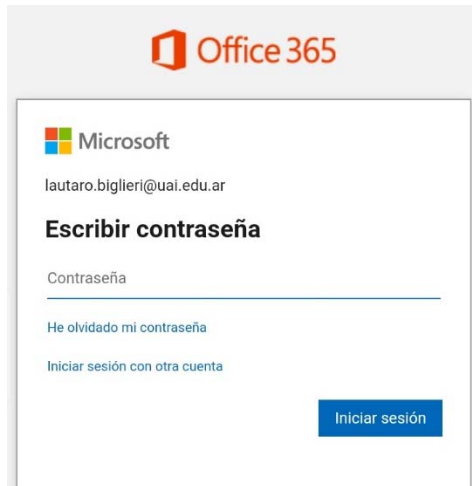 Office 365
Microsoft
lautaro.biglieri@uai.edu.ar
Escribir contraseña
Contraseña
He olvidado mi contraseña
Iniciar sesión con otra cuenta
Iniciar sesión